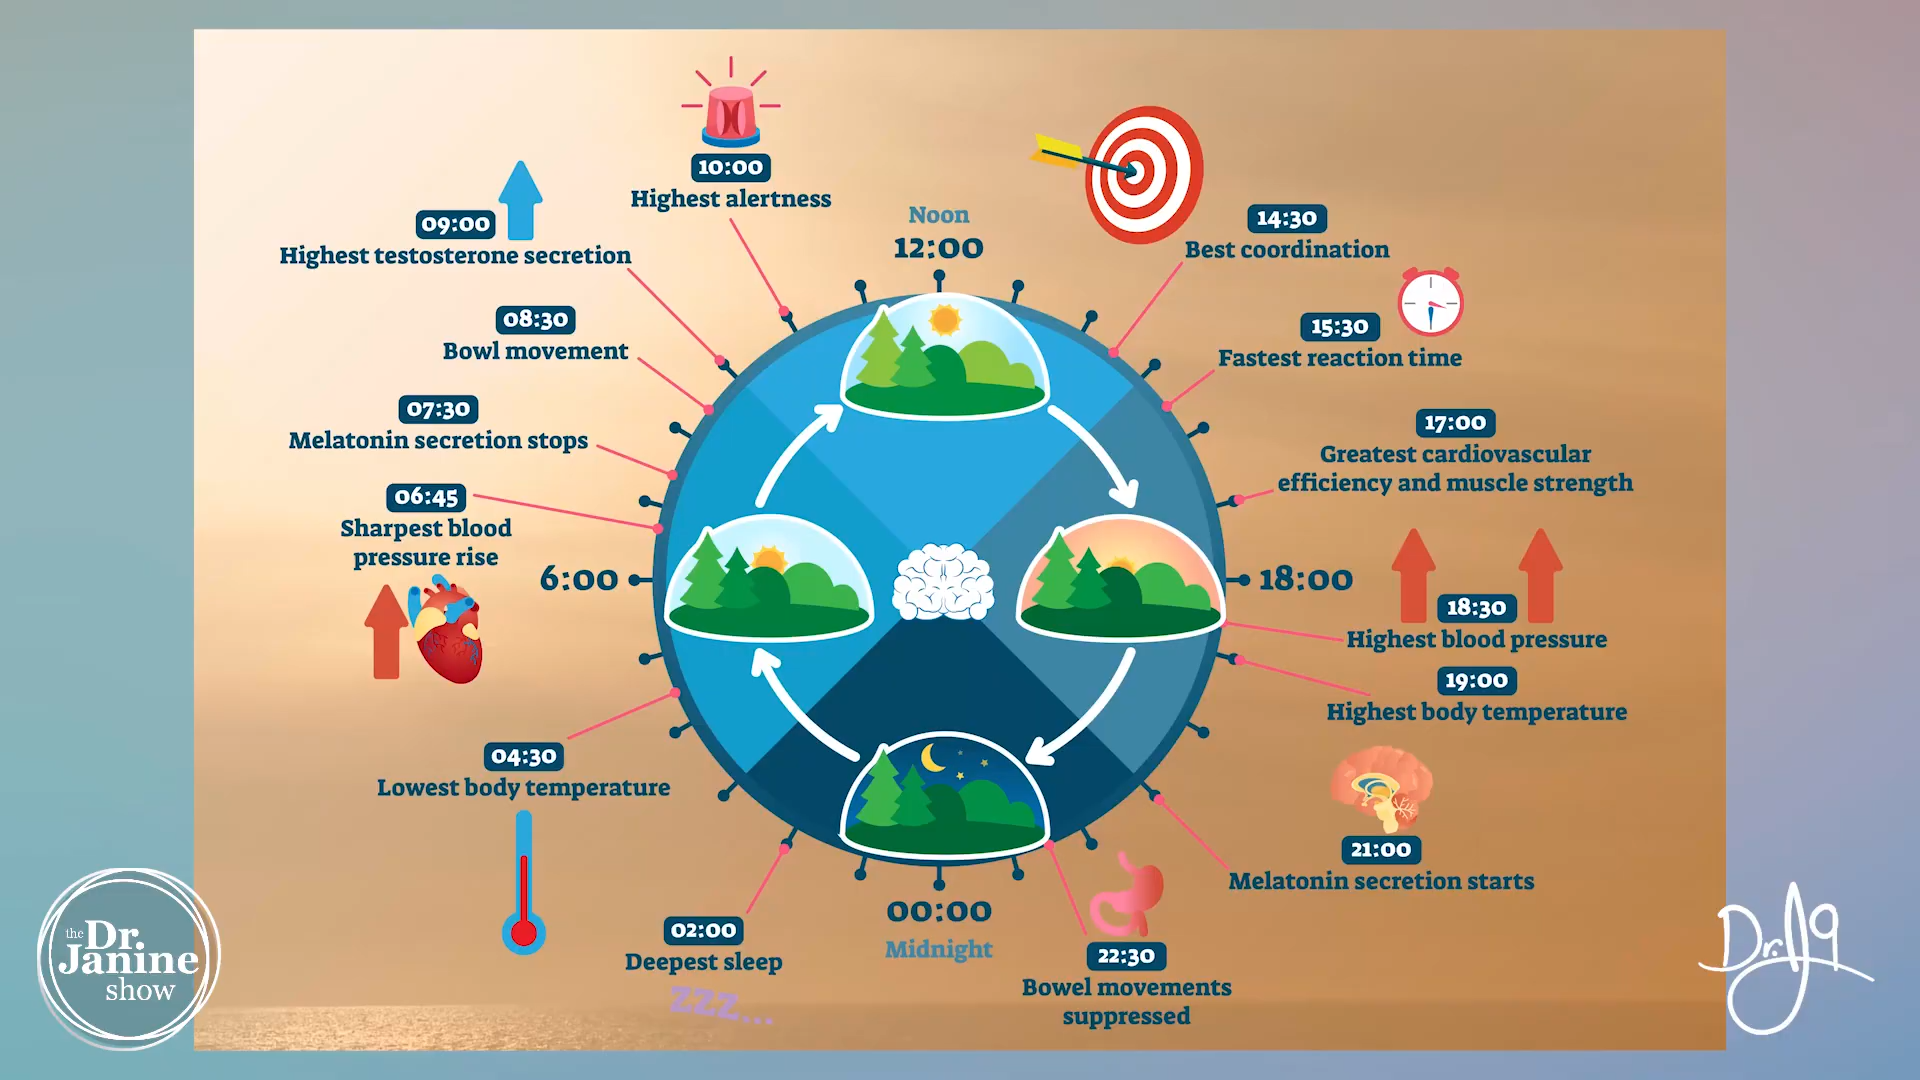 10:00
Highest alertness
09:00
Highest testosterone secretion
08:30
Bowl movement
07:30
Melatonin secretion stops
06:45
Sharpest blood
pressure rise
6:00
04:30
Lowest body temperature
02:00
Deepest sleep
ZZZ...
Noon
12:00
14:30
Best coordination
15:30
Fastest reaction time
17:00
Greatest cardiovascular
efficiency and muscle strength
18:00
18:30
Highest blood pressure
19:00
Highest body temperature
21:00
Melatonin secretion starts
22:30
Bowel movements
suppressed
00:00
Midnight
the Dr.
Janine
show
Dr.J9